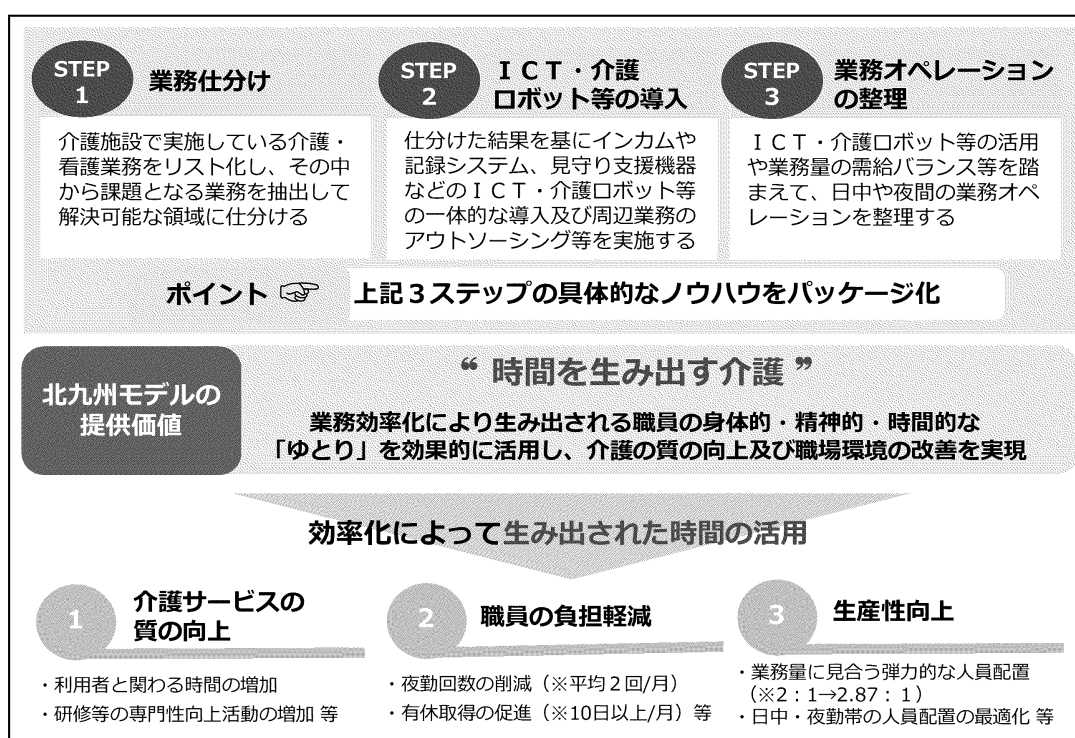 STEP
1
業務仕分け
介護施設で実施している介護・
看護業務をリスト化し、その中
から課題となる業務を抽出して
解決可能な領域に仕分ける
STEP
2
ＩＣＴ・介護
ロボット等の導入
仕分けた結果を基にインカムや
記録システム、見守り支援機器
などのＩＣＴ・介護ロボット等
の一体的な導入及び周辺業務の
アウトソーシング等を実施する
STEP
3
業務オペレーション
の整理
ＩＣＴ・介護ロボット等の活用
や業務量の需給バランス等を踏
まえて、日中や夜間の業務オペ
レーションを整理する
ポイント ☞ 上記３ステップの具体的なノウハウをパッケージ化
北九州モデルの
提供価値
“ 時間を生み出す介護 ”
業務効率化により生み出される職員の身体的・精神的・時間的な
「ゆとり」を効果的に活用し、介護の質の向上及び職場環境の改善を実現
効率化によって生み出された時間の活用
1
介護サービスの
質の向上
・利用者と関わる時間の増加
・研修等の専門性向上活動の増加 等
2
職員の負担軽減
・夜勤回数の削減（※平均２回/月）
・有休取得の促進（※10日以上/月）等
3
生産性向上
・業務量に見合う弾力的な人員配置
（※2：1→2.87：1）
・日中・夜勤帯の人員配置の最適化 等